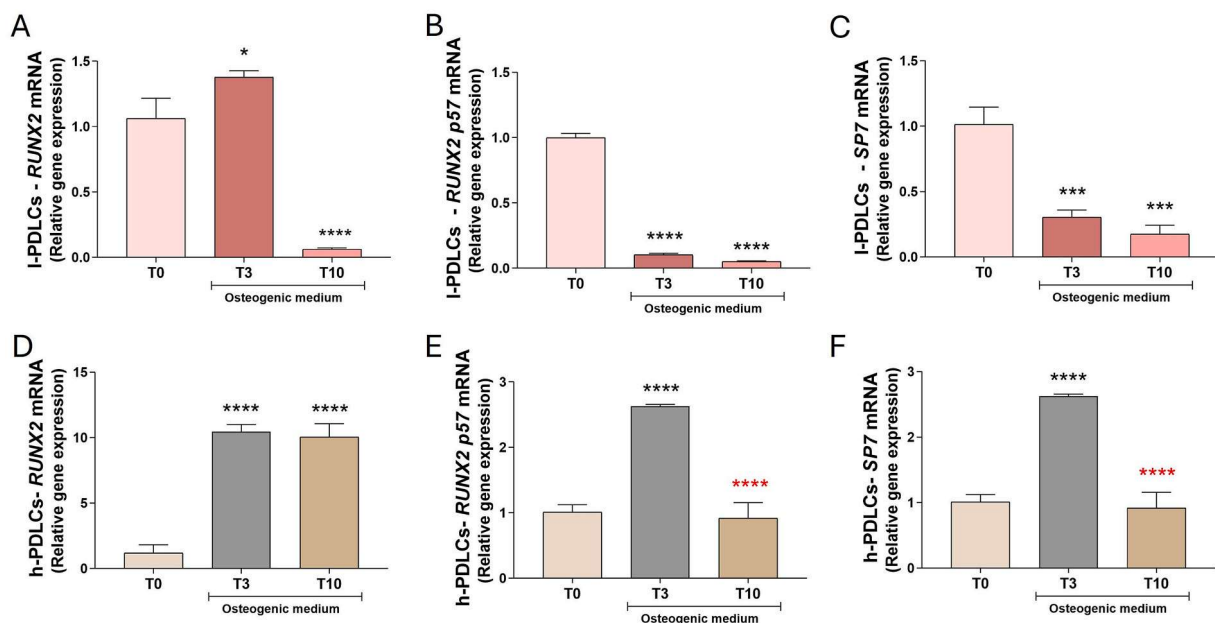 A
l-PDLCs - RUNX2 mRNA
(Relative gene expression)
1.5
1.0
0.5
0.0
*
****
T0
T3
T10
Osteogenic medium
B
l-PDLCs - RUNX2 p57 mRNA
(Relative gene expression)
1.5
1.0
0.5
0.0
****
****
T0
T3
T10
Osteogenic medium
C
l-PDLCs - SP7 mRNA
(Relative gene expression)
1.5
1.0
0.5
0.0
***
***
T0
T3
T10
Osteogenic medium
D
h-PDLCs- RUNX2 mRNA
(Relative gene expression)
15
10
5
0
****
****
T0
T3
T10
Osteogenic medium
E
h-PDLCs- RUNX2 p57 mRNA
(Relative gene expression)
3
2
1
0
****
****
T0
T3
T10
Osteogenic medium
F
h-PDLCs- SP7 mRNA
(Relative gene expression)
3
2
1
0
****
****
T0
T3
T10
Osteogenic medium